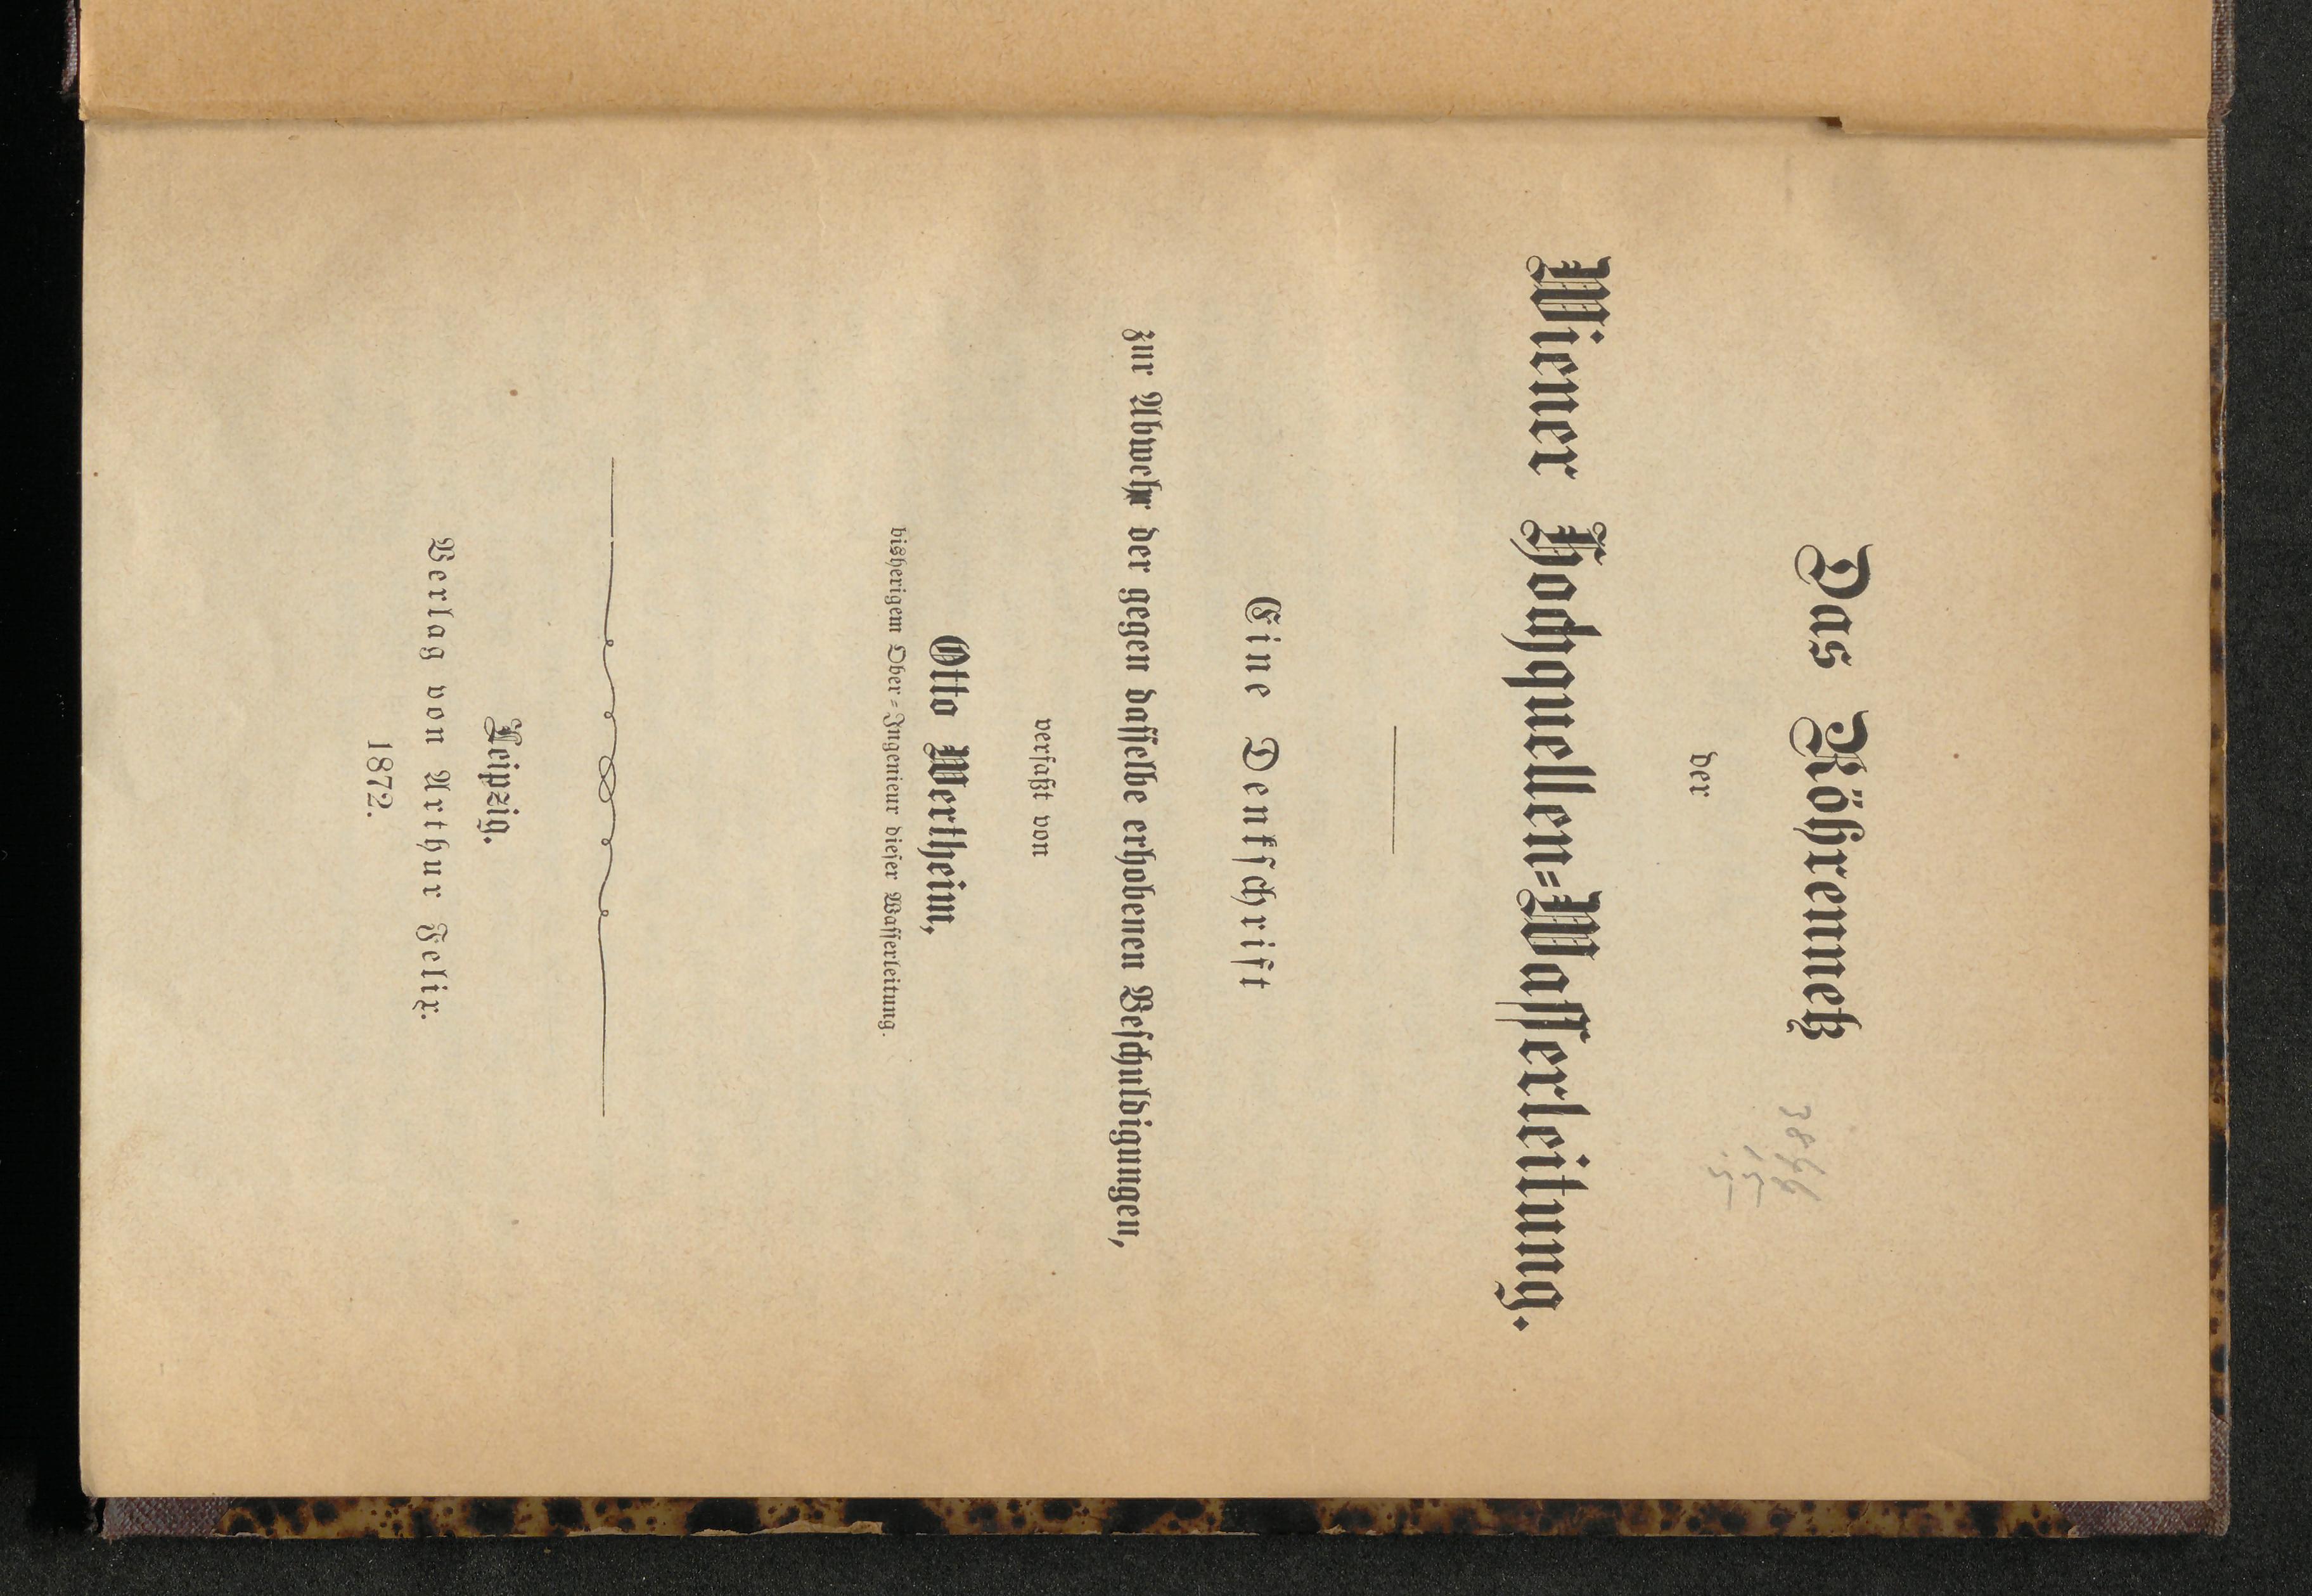 Das Röhrennetz
der
Wiener Hochquellen-Wasserleitung.
Eine Denkschrift
zur Abwehr der gegen dasselbe erhobenen Beschuldigungen,
verfaßt von
Otto Wertheim,
bisherigem Ober-Ingenieur dieser Wasserleitung.
Leipzig.
Verlag von Arthur Felix.
1872.